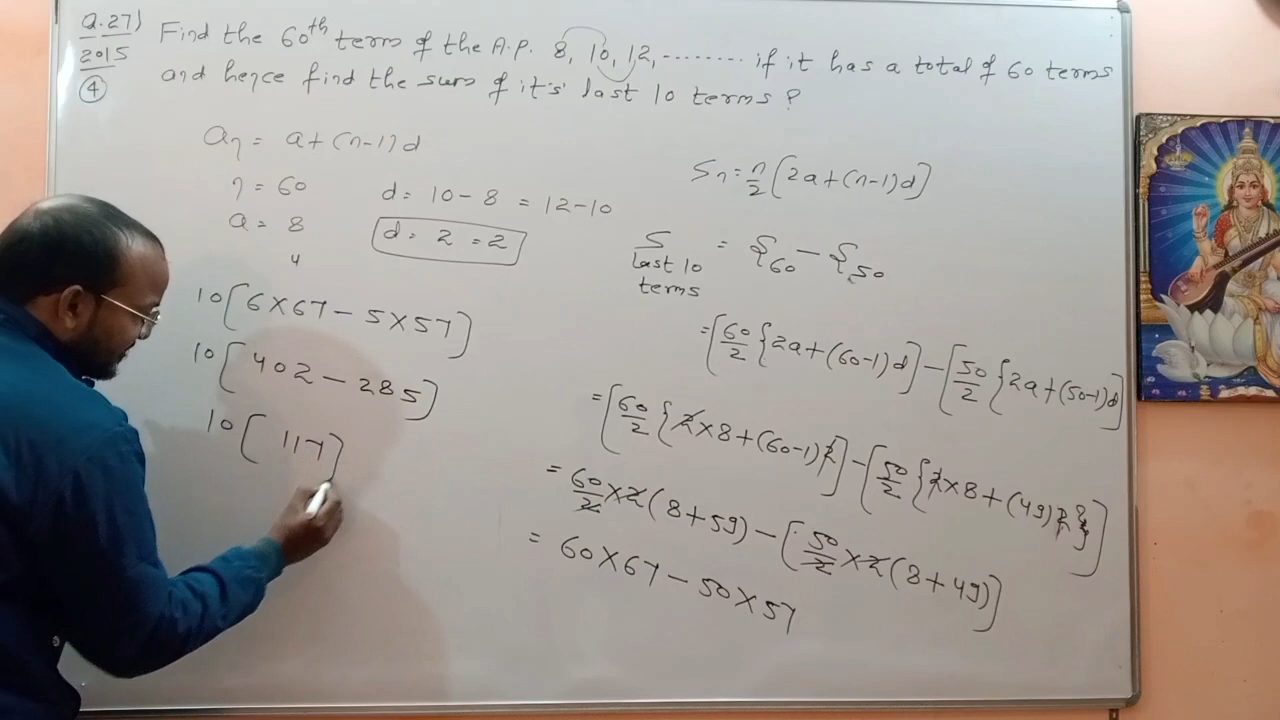 Q.27) Find the 60th term of the A.P. 8, 10, 12, ........ if it has a total of 60 terms
2015
④ and hence find the sum of it's last 10 terms ?
an = a+(n-1)d
n = 60
a = 8
4
d = 10-8 = 12-10
d = 2 = 2
10[6×67-5×57]
10[402-285]
10[117]
Sn = n/2[2a+(n-1)d]
S last 10 terms = S60 - S50
= [60/2{2a+(60-1)d] - [50/2{2a+(50-1)d]
= [60/2{2×8+(60-1)2] - [50/2{2×8+(49)2}]
= 60/2×2(8+59) - [50/2×2(8+49)]
= 60×67-50×57